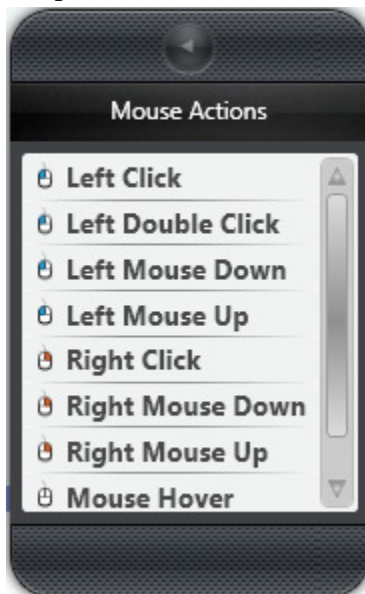 Mouse Actions
Left Click
Left Double Click
Left Mouse Down
Left Mouse Up
Right Click
Right Mouse Down
Right Mouse Up
Mouse Hover